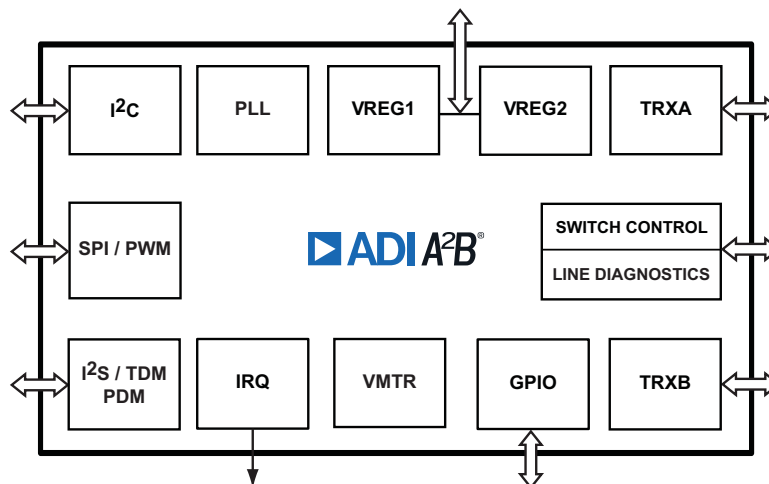 I²C
PLL
VREG1
VREG2
TRXA
SPI / PWM
ADI A²B®
SWITCH CONTROL
LINE DIAGNOSTICS
I²S / TDM
PDM
IRQ
VMTR
GPIO
TRXB